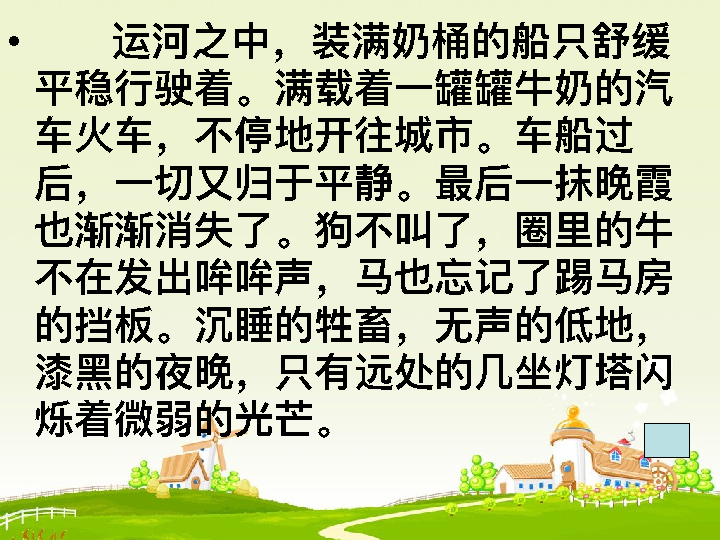 • 运河之中，装满奶桶的船只舒缓
平稳行驶着。满载着一罐罐牛奶的汽
车火车，不停地开往城市。车船过
后，一切又归于平静。最后一抹晚霞
也渐渐消失了。狗不叫了，圈里的牛
不在发出哞哞声，马也忘记了踢马房
的挡板。沉睡的牲畜，无声的低地，
漆黑的夜晚，只有远处的几坐灯塔闪
烁着微弱的光芒。